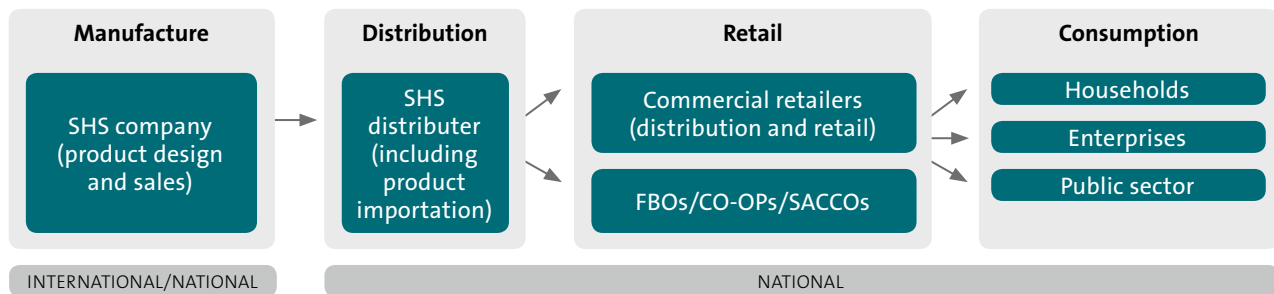 Manufacture
SHS company
(product design
and sales)
Distribution
SHS
distributer
(including
product
importation)
Retail
Commercial retailers
(distribution and retail)
FBOs/CO-OPs/SACCOs
Consumption
Households
Enterprises
Public sector
INTERNATIONAL/NATIONAL
NATIONAL